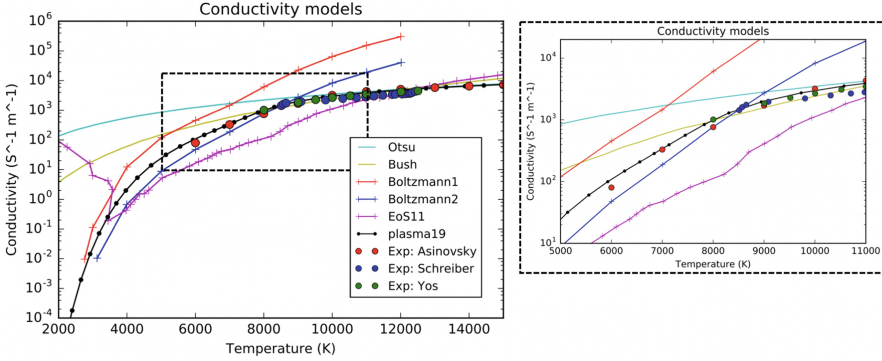 Conductivity models
Conductivity (S^-1 m^-1)
10^6
10^5
10^4
10^3
10^2
10^1
10^0
10^-1
10^-2
10^-3
10^-4
2000 4000 6000 8000 10000 12000 14000
Temperature (K)
Otsu
Bush
Boltzmann1
Boltzmann2
EoS11
plasma19
Exp: Asinovsky
Exp: Schreiber
Exp: Yos
Conductivity models
Conductivity (S^-1 m^-1)
10^4
10^3
10^2
10^1
5000 6000 7000 8000 9000 10000 11000
Temperature (K)